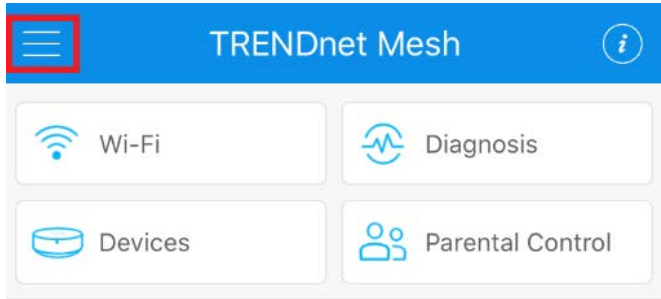 TRENDnet Mesh
Wi-Fi
Diagnosis
Devices
Parental Control